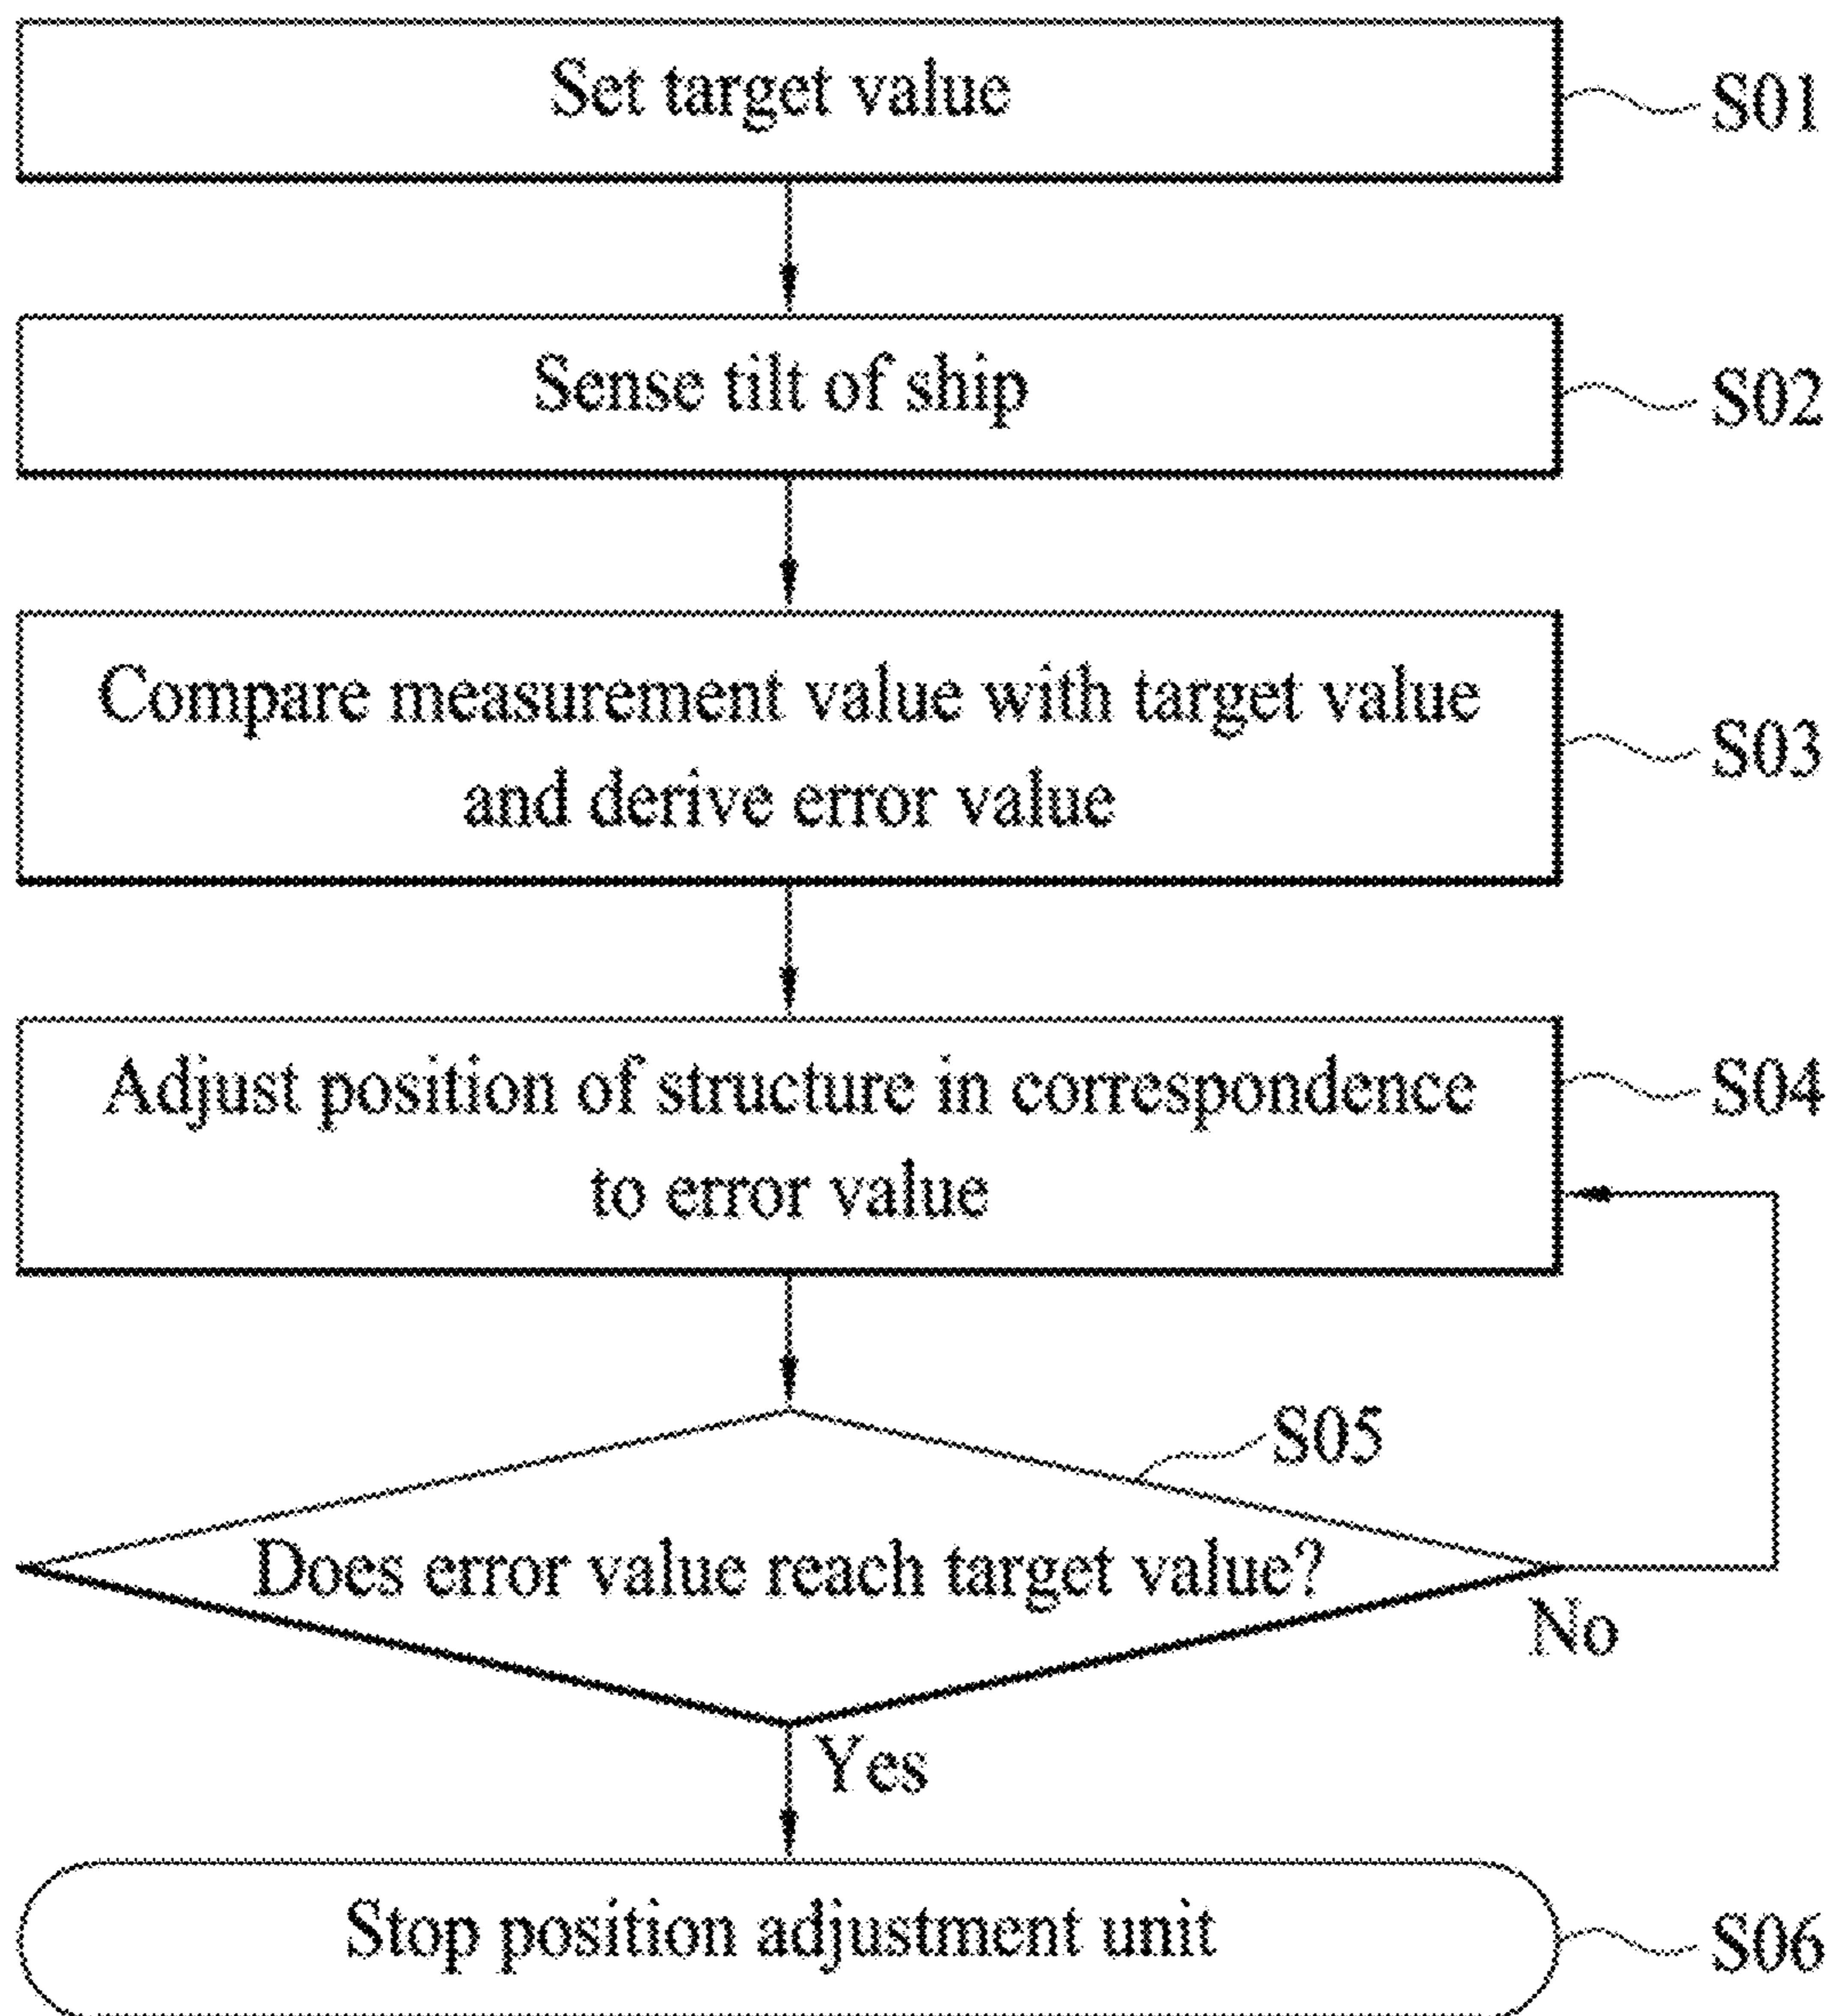 Set target value
S01
Sense tilt of ship
S02
Compare measurement value with target value
and derive error value
S03
Adjust position of structure in correspondence
to error value
S04
S05
Does error value reach target value?
No
Yes
Stop position adjustment unit
S06